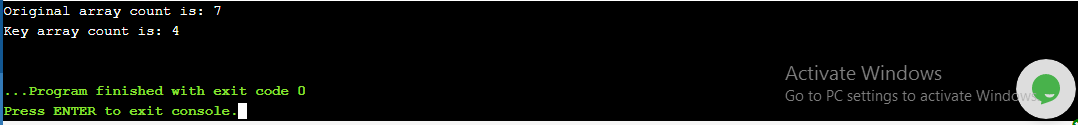 Original array count is: 7
Key array count is: 4
...Program finished with exit code 0
Press ENTER to exit console.
Activate Windows
Go to PC settings to activate Windows.